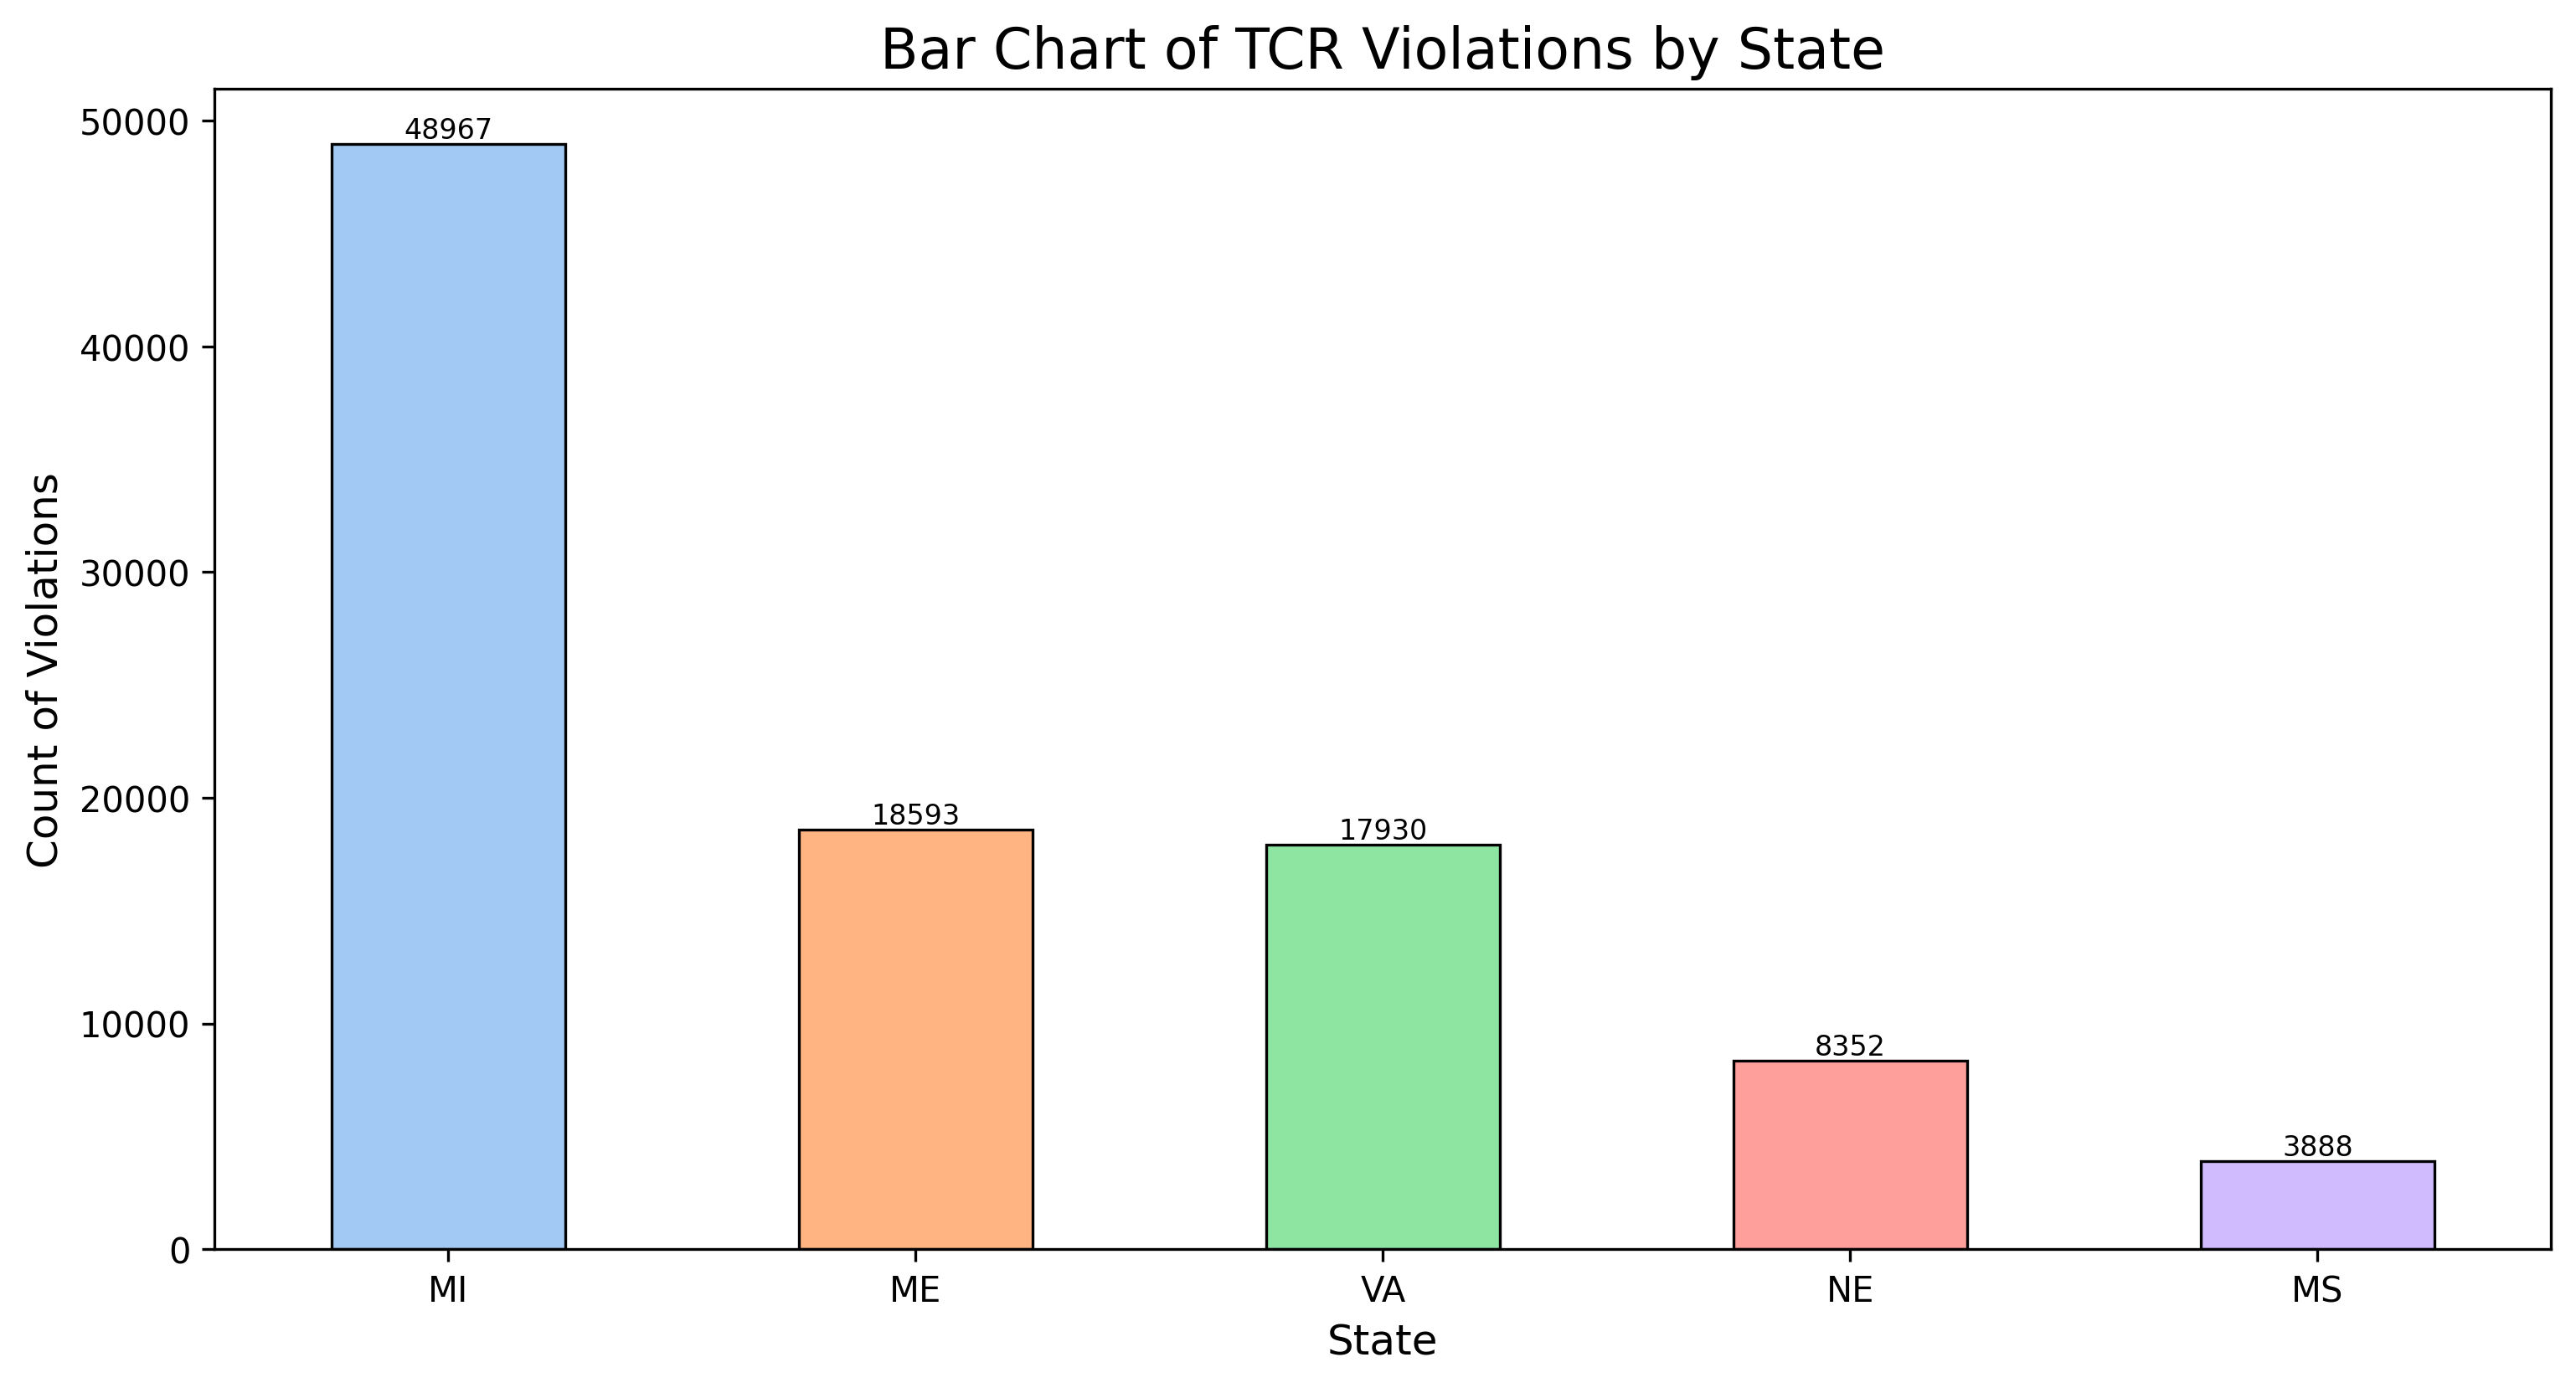 Bar Chart of TCR Violations by State
Count of Violations
50000
40000
30000
20000
10000
0
48967
18593
17930
8352
3888
MI
ME
VA
NE
MS
State